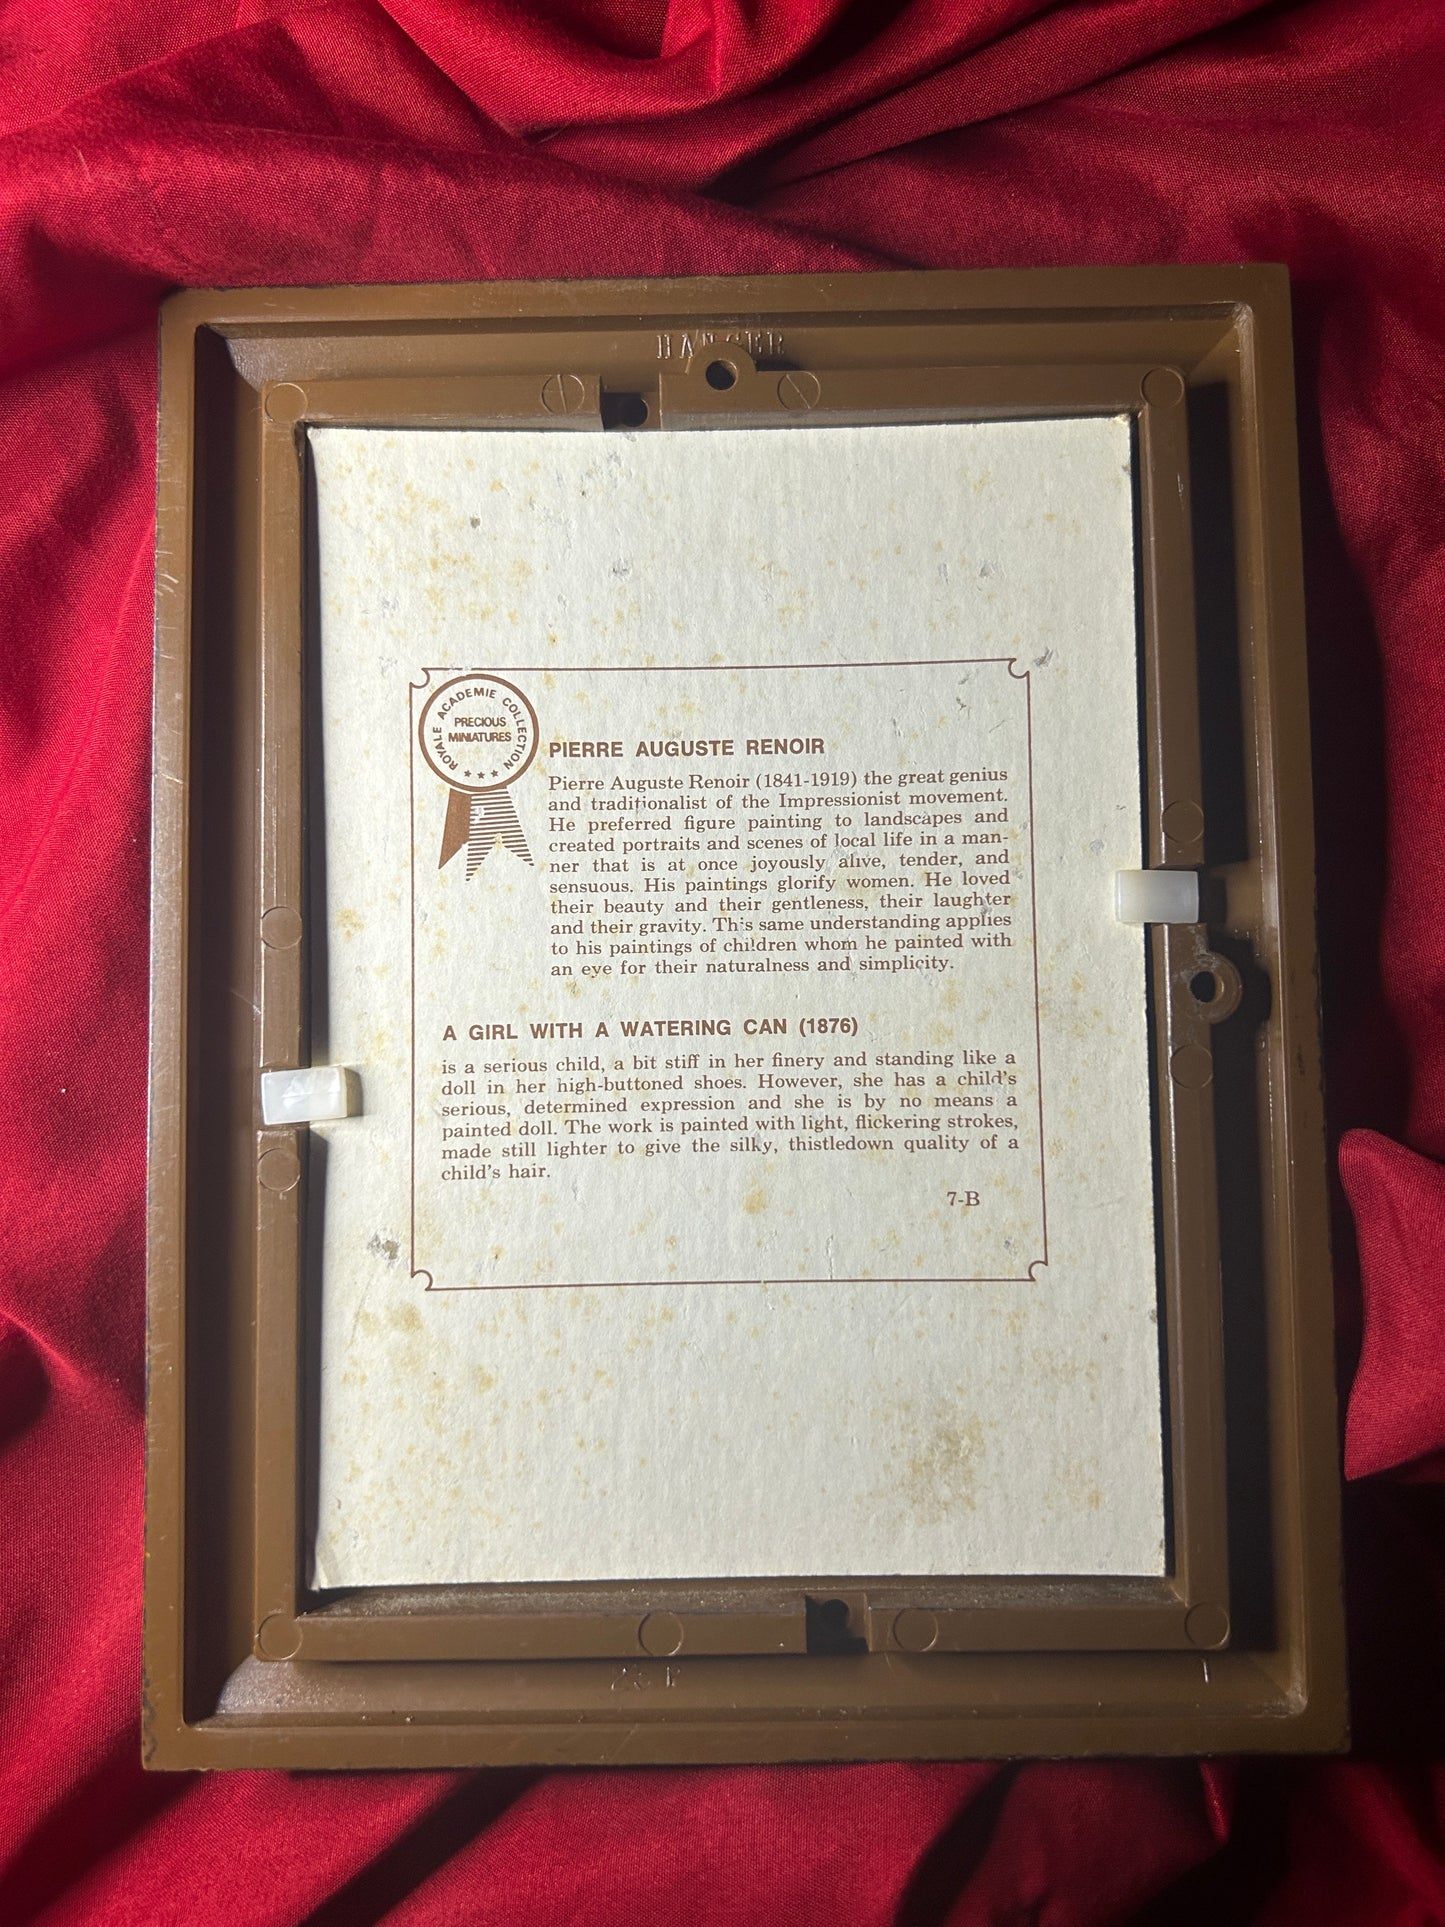 HANGER
ROYALE ACADEMIE COLLECTION
PRECIOUS
MINIATURES
PIERRE AUGUSTE RENOIR
Pierre Auguste Renoir (1841-1919) the great genius
and traditionalist of the Impressionist movement.
He preferred figure painting to landscapes and
created portraits and scenes of local life in a man-
ner that is at once joyously alive, tender, and
sensuous. His paintings glorify women. He loved
their beauty and their gentleness, their laughter
and their gravity. This same understanding applies
to his paintings of children whom he painted with
an eye for their naturalness and simplicity.
A GIRL WITH A WATERING CAN (1876)
is a serious child, a bit stiff in her finery and standing like a
doll in her high-buttoned shoes. However, she has a child's
serious, determined expression and she is by no means a
painted doll. The work is painted with light, flickering strokes,
made still lighter to give the silky, thistledown quality of a
child's hair.
7-B